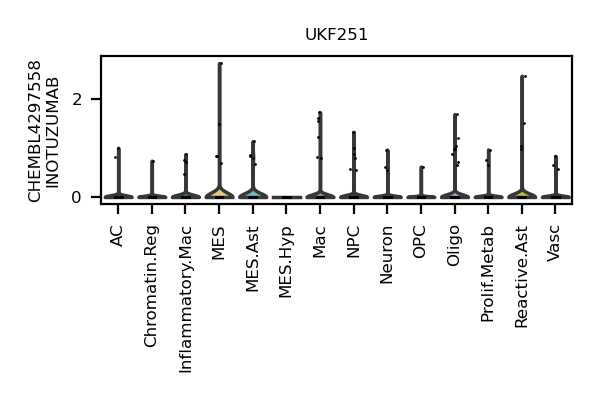 UKF251
CHEMBL4297558
INOTUZUMAB
2
0
AC
Chromatin.Reg
Inflammatory.Mac
MES
MES.Ast
MES.Hyp
Mac
NPC
Neuron
OPC
Oligo
Prolif.Metab
Reactive.Ast
Vasc